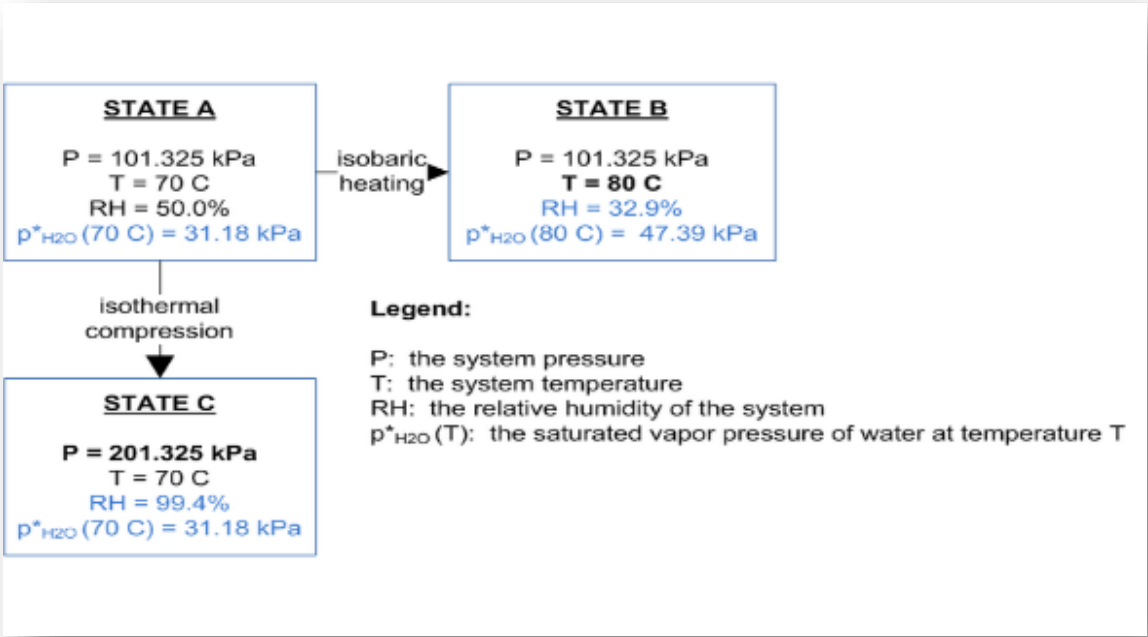 STATE A
P = 101.325 kPa
T = 70 C
RH = 50.0%
p*H2O (70 C) = 31.18 kPa
isobaric
heating
STATE B
P = 101.325 kPa
T = 80 C
RH = 32.9%
p*H2O (80 C) =  47.39 kPa
isothermal
compression
STATE C
P = 201.325 kPa
T = 70 C
RH = 99.4%
p*H2O (70 C) = 31.18 kPa
Legend:
P:  the system pressure
T:  the system temperature
RH:  the relative humidity of the system
p*H2O (T):  the saturated vapor pressure of water at temperature T